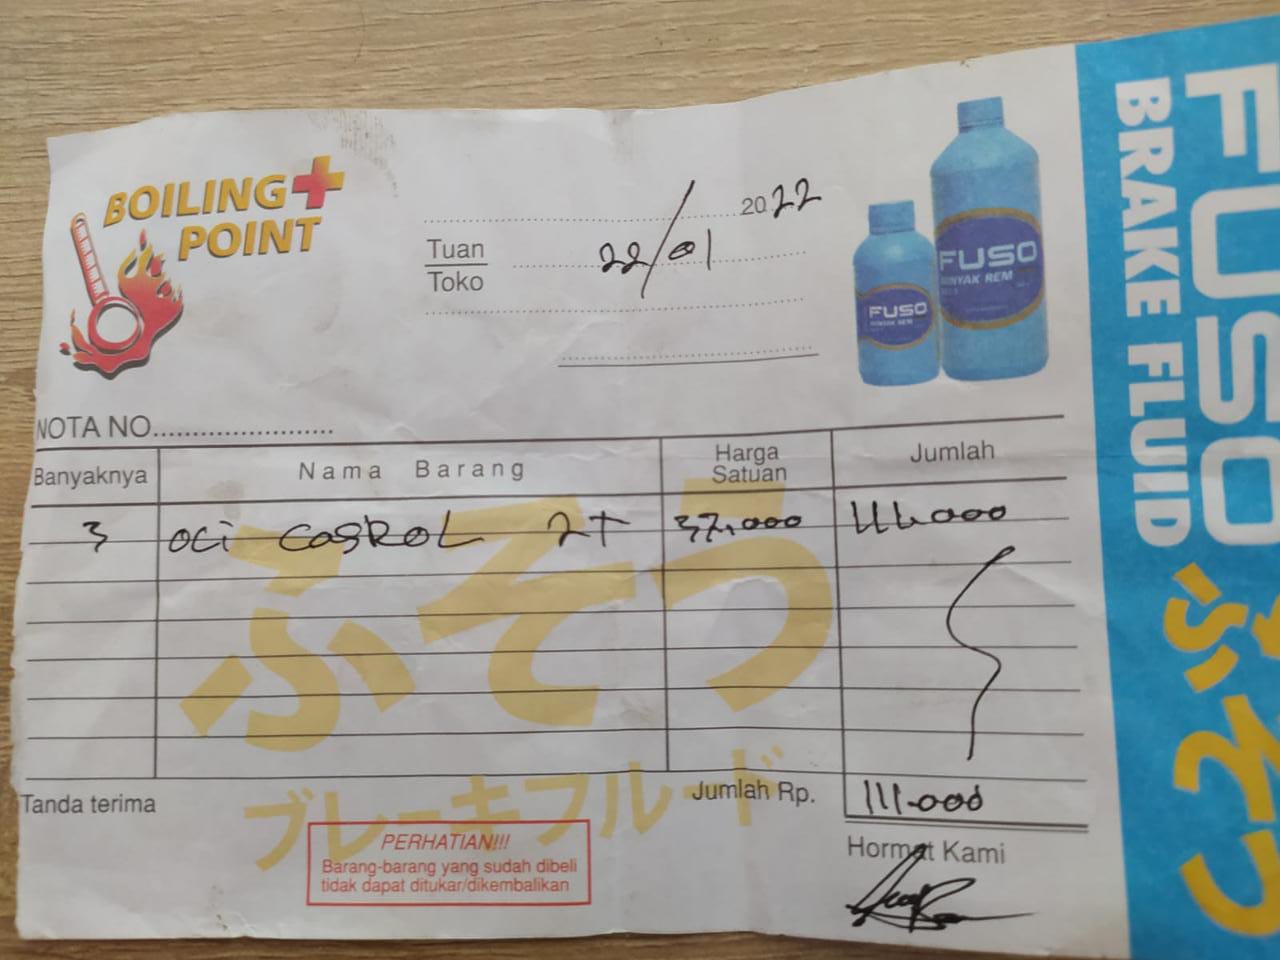 BOILING
POINT
2022
Tuan
Toko
22/01
FUSO
MINYAK REM
FUSO
MINYAK REM
NOTA NO.......................
Banyaknya Nama Barang Harga Satuan Jumlah
3 OCI CASROL 2T 37.000 111.000
ふそう
ブレーキフルード
Tanda terima
Jumlah Rp. 111.000
PERHATIAN!!!
Barang-barang yang sudah dibeli
tidak dapat ditukar/dikembalikan
Hormat Kami
FUSO
BRAKE FLUID
ふそう